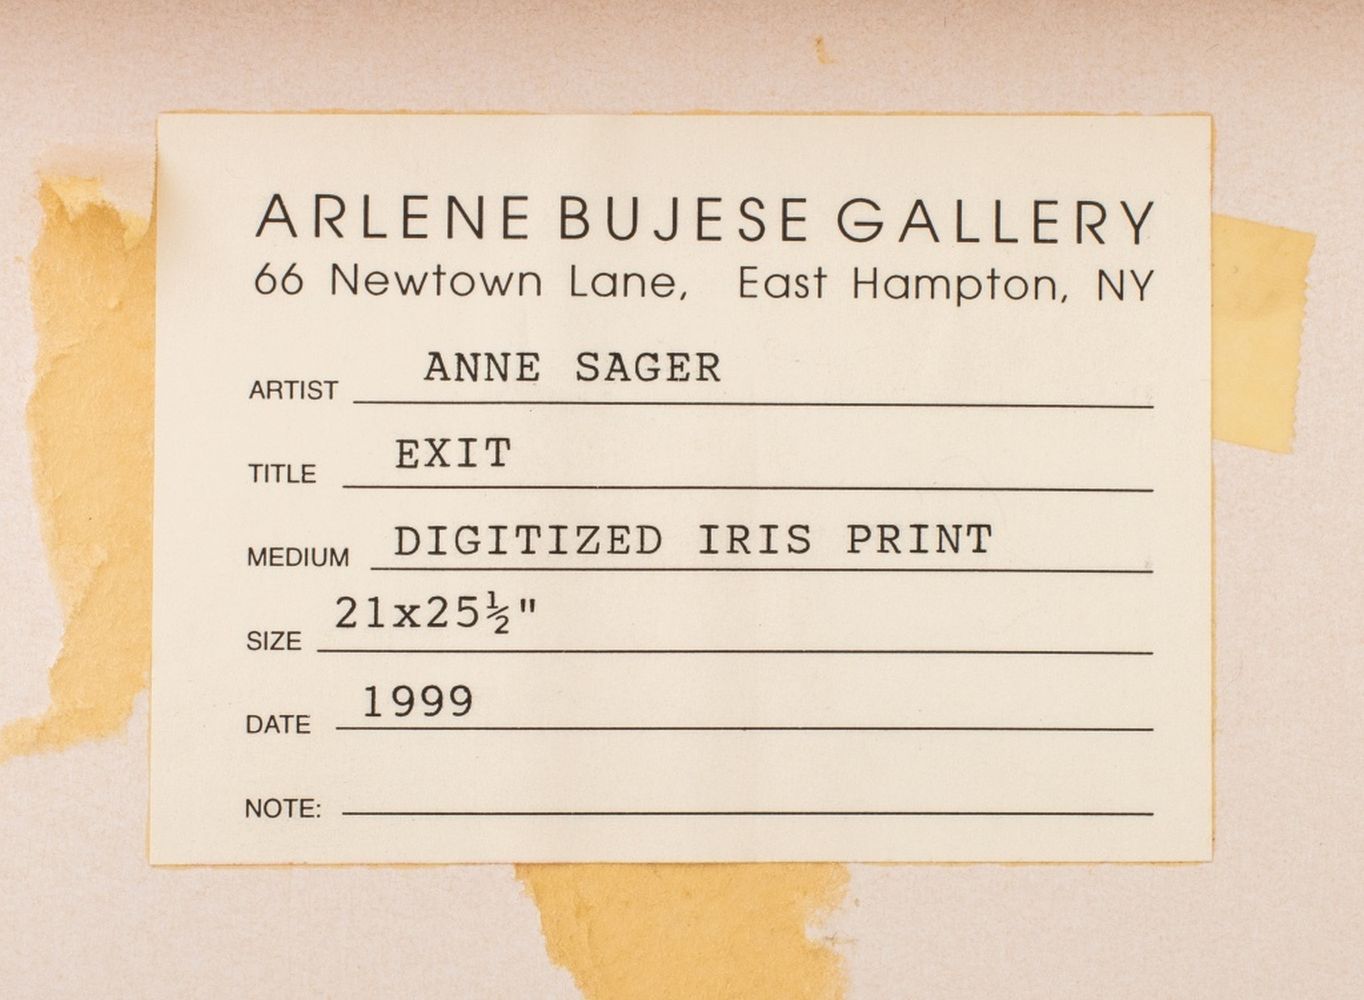 ARLENE BUJESE GALLERY
66 Newtown Lane, East Hampton, NY
ARTIST ANNE SAGER
TITLE EXIT
MEDIUM DIGITIZED IRIS PRINT
SIZE 21x25½"
DATE 1999
NOTE: